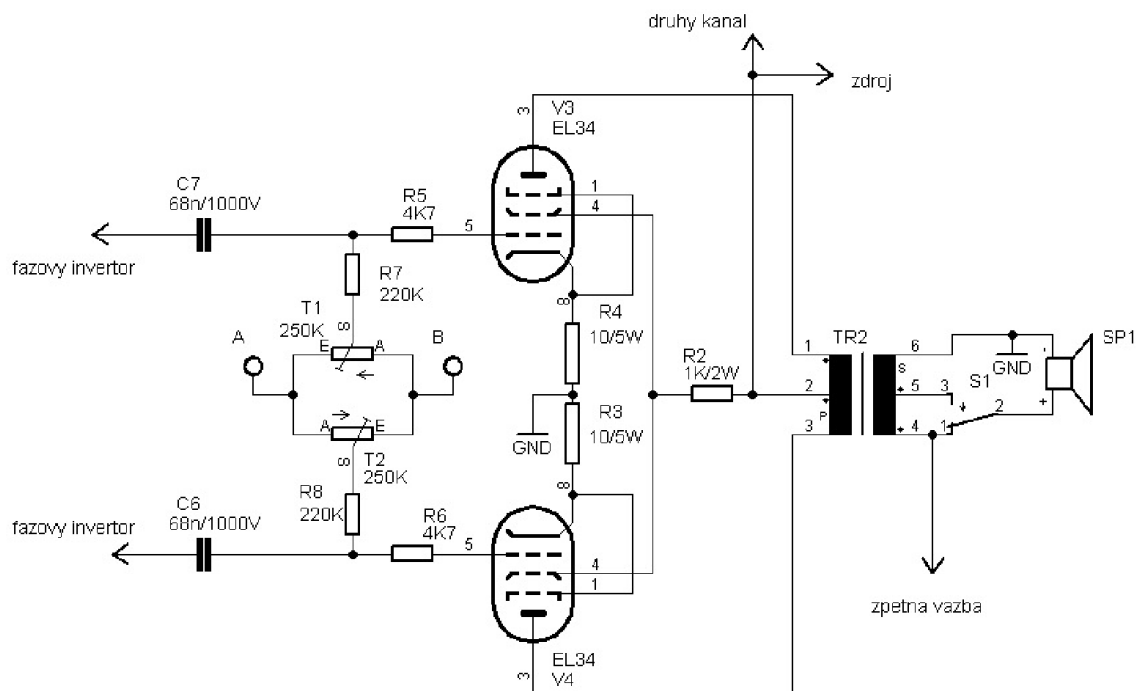 druhy kanal
zdroj
3
V3
EL34
C7
68n/1000V
R5
4K7
1
4
5
fazovy invertor
R7
220K
8
R4
10/5W
T1
250K
S
E
A
A
B
R2
1K/2W
TR2
1
2
P
3
6
S
5
4
3
S1
1
2
GND
-
+
SP1
A
E
S
T2
250K
GND
R3
10/5W
8
C6
68n/1000V
R8
220K
R6
4K7
5
4
1
fazovy invertor
zpetna vazba
3
EL34
V4